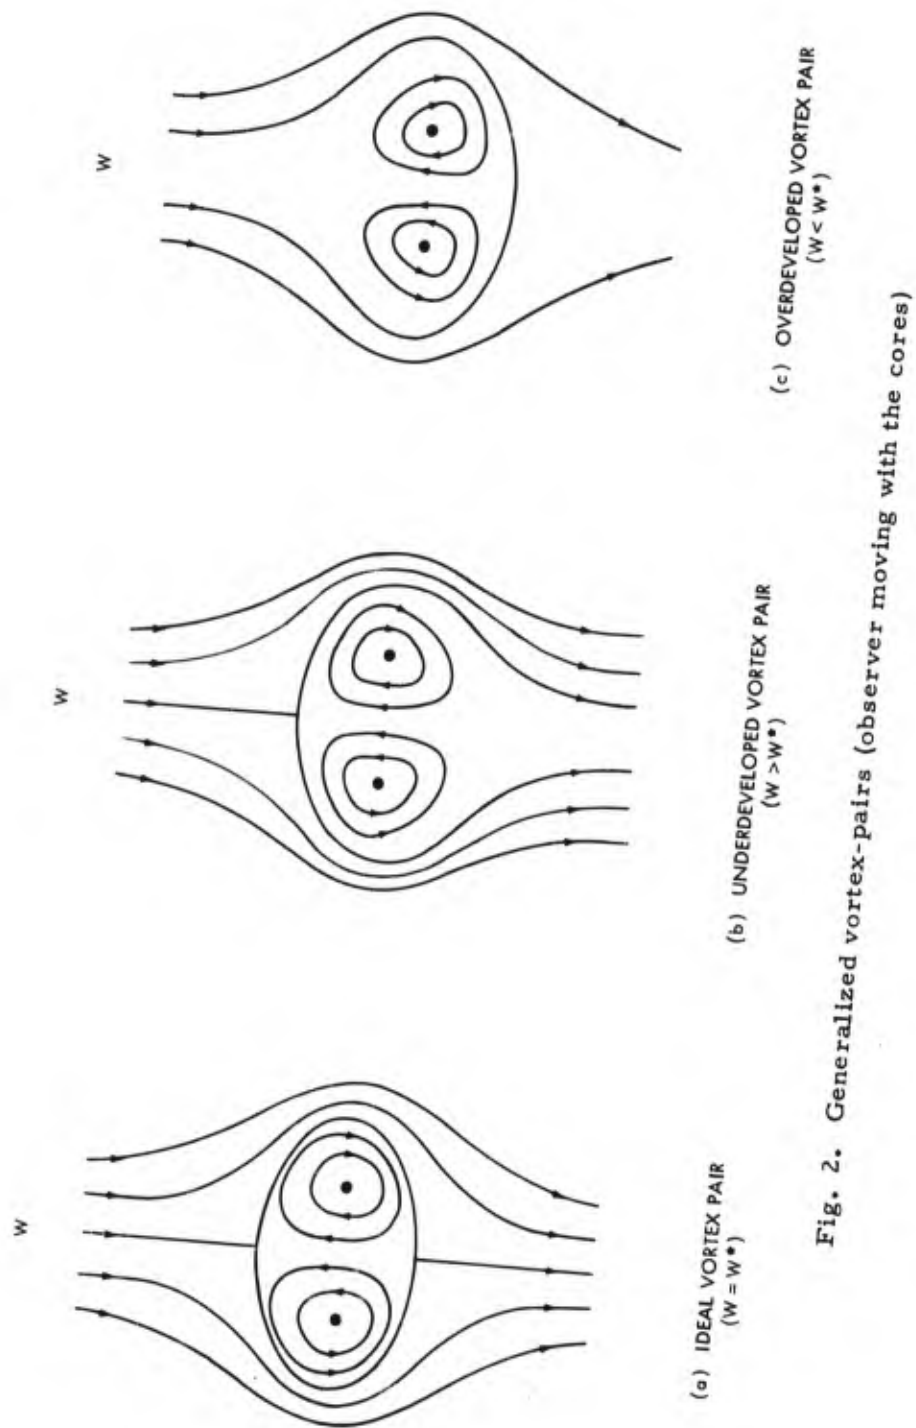 W
W
W
(a) IDEAL VORTEX PAIR
(W = W*)
(b) UNDERDEVELOPED VORTEX PAIR
(W > W*)
(c) OVERDEVELOPED VORTEX PAIR
(W < W*)
Fig. 2. Generalized vortex-pairs (observer moving with the cores)